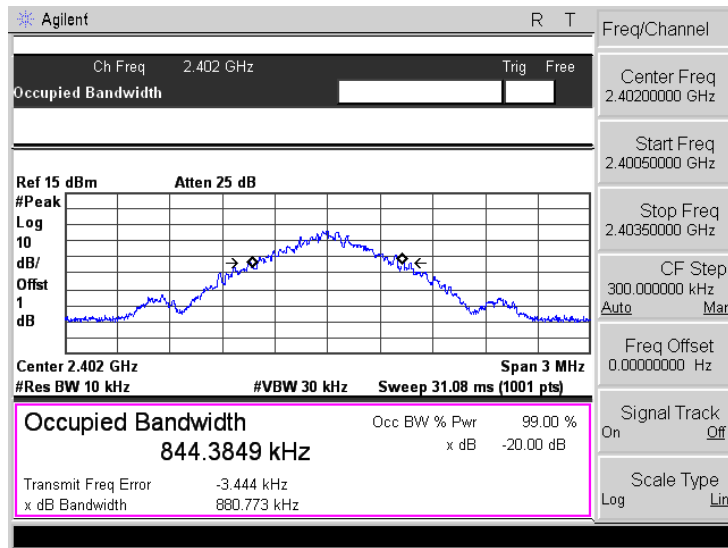 Agilent R T
Ch Freq 2.402 GHz Trig Free
Occupied Bandwidth
Ref 15 dBm Atten 25 dB
#Peak
Log
10
dB/
Offst
1
dB
Center 2.402 GHz Span 3 MHz
#Res BW 10 kHz #VBW 30 kHz Sweep 31.08 ms (1001 pts)
Occupied Bandwidth Occ BW % Pwr 99.00 %
844.3849 kHz x dB -20.00 dB
Transmit Freq Error -3.444 kHz
x dB Bandwidth 880.773 kHz
Freq/Channel
Center Freq
2.40200000 GHz
Start Freq
2.40050000 GHz
Stop Freq
2.40350000 GHz
CF Step
300.000000 kHz
Auto Man
Freq Offset
0.00000000 Hz
Signal Track
On Off
Scale Type
Log Lin